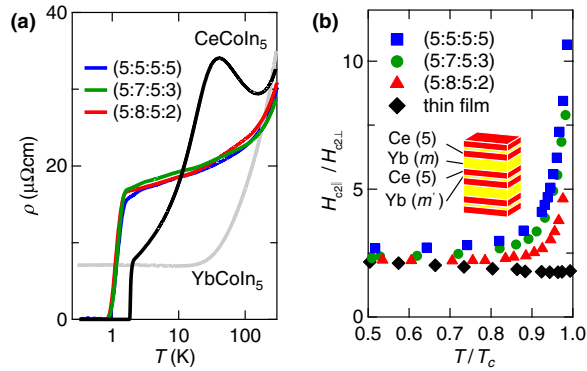 (a)
CeCoIn5
(5:5:5:5)
(5:7:5:3)
(5:8:5:2)
YbCoIn5
40
20
0
ρ (μΩcm)
1
10
100
T (K)
(b)
(5:5:5:5)
(5:7:5:3)
(5:8:5:2)
thin film
Ce (5)
Yb (m)
Ce (5)
Yb (m')
10
5
0
Hc2∥ / Hc2⊥
0.5
0.6
0.7
0.8
0.9
1.0
T / Tc